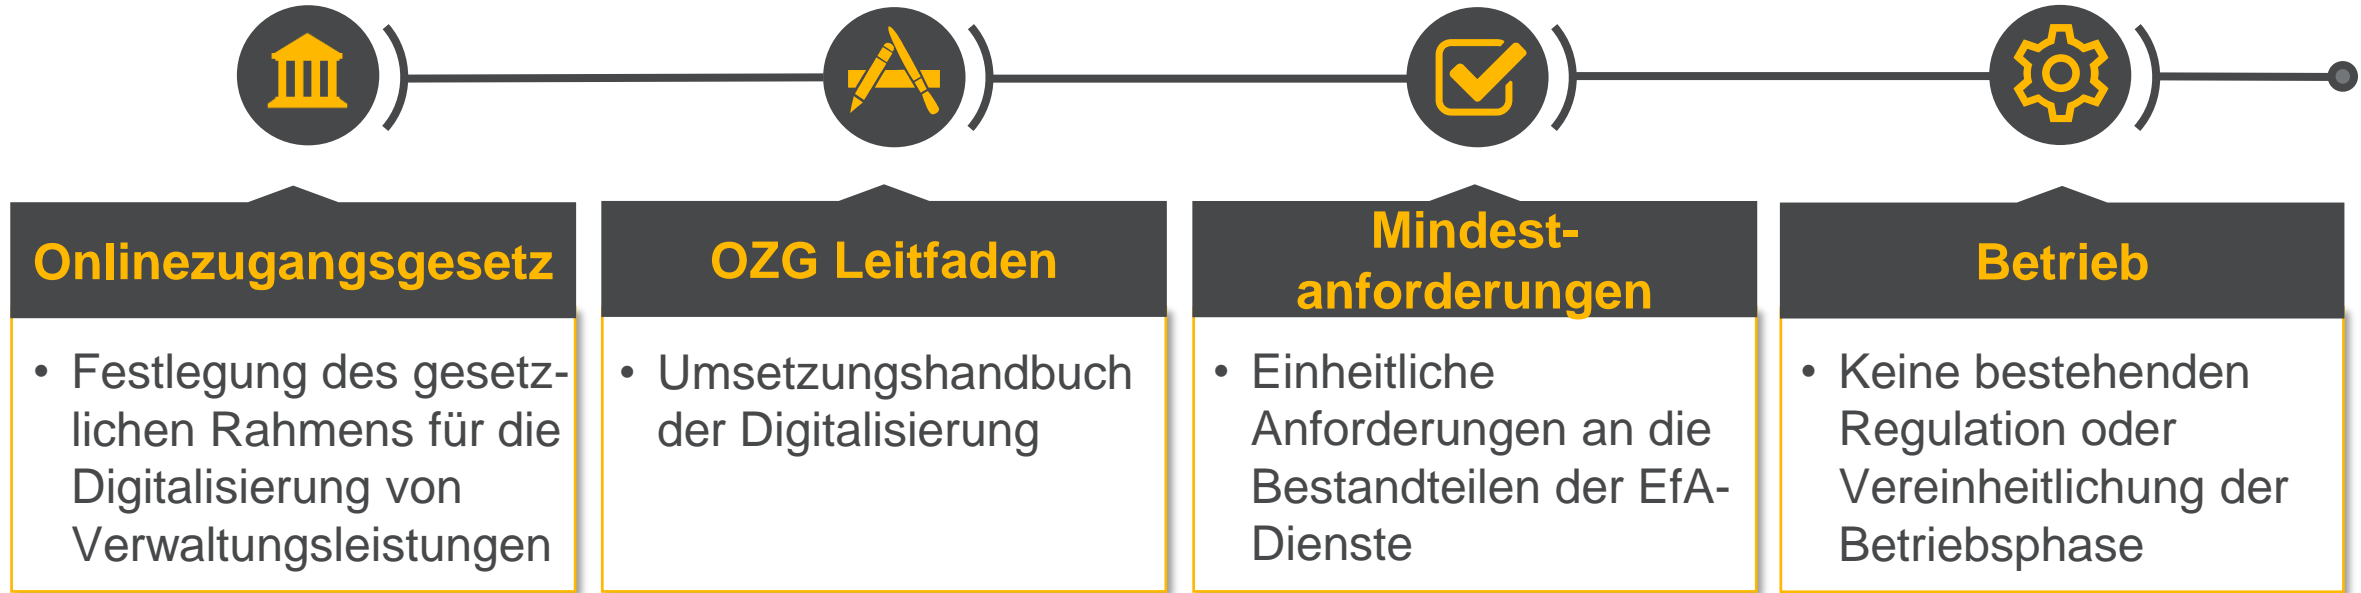 Onlinezugangsgesetz
• Festlegung des gesetz-
lichen Rahmens für die
Digitalisierung von
Verwaltungsleistungen
OZG Leitfaden
• Umsetzungshandbuch
der Digitalisierung
Mindest-
anforderungen
• Einheitliche
Anforderungen an die
Bestandteilen der EfA-
Dienste
Betrieb
• Keine bestehenden
Regulation oder
Vereinheitlichung der
Betriebsphase